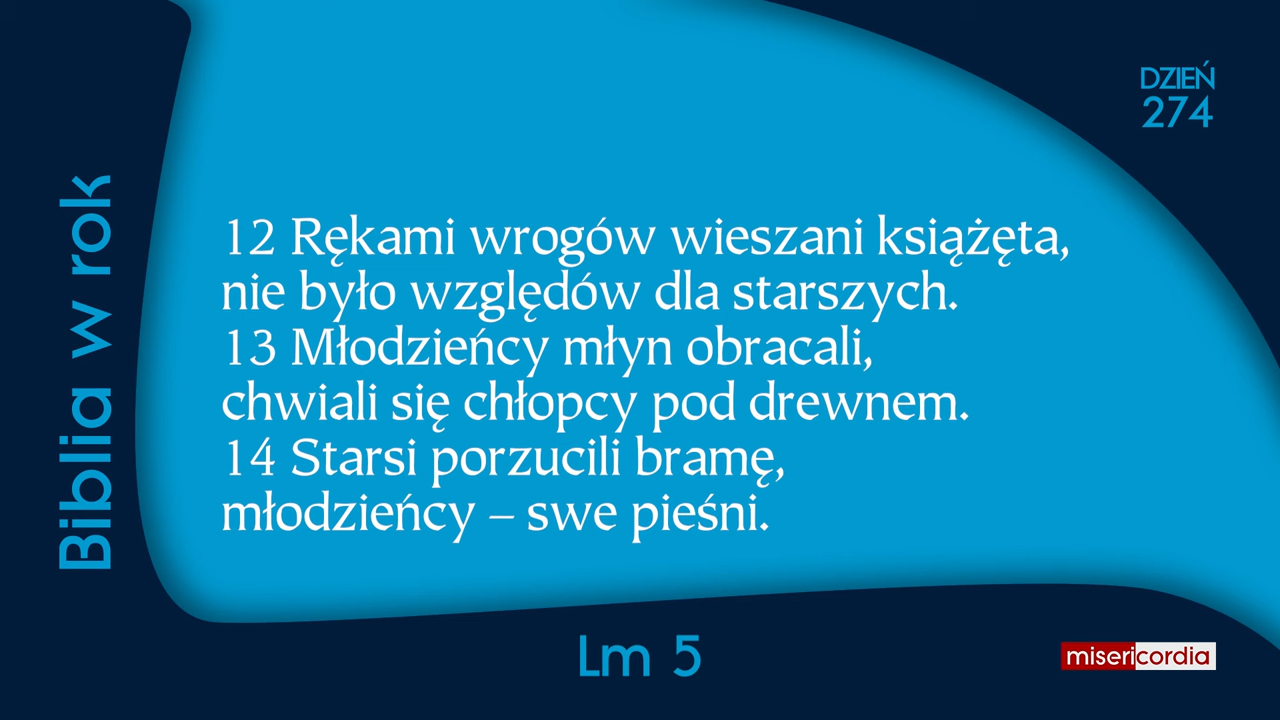 DZIEŃ
274
Biblia w rok
12 Rękami wrogów wieszani książęta,
nie było względów dla starszych.
13 Młodzieńcy młyn obracali,
chwiali się chłopcy pod drewnem.
14 Starsi porzucili bramę,
młodzieńcy – swe pieśni.
Lm 5
misericordia